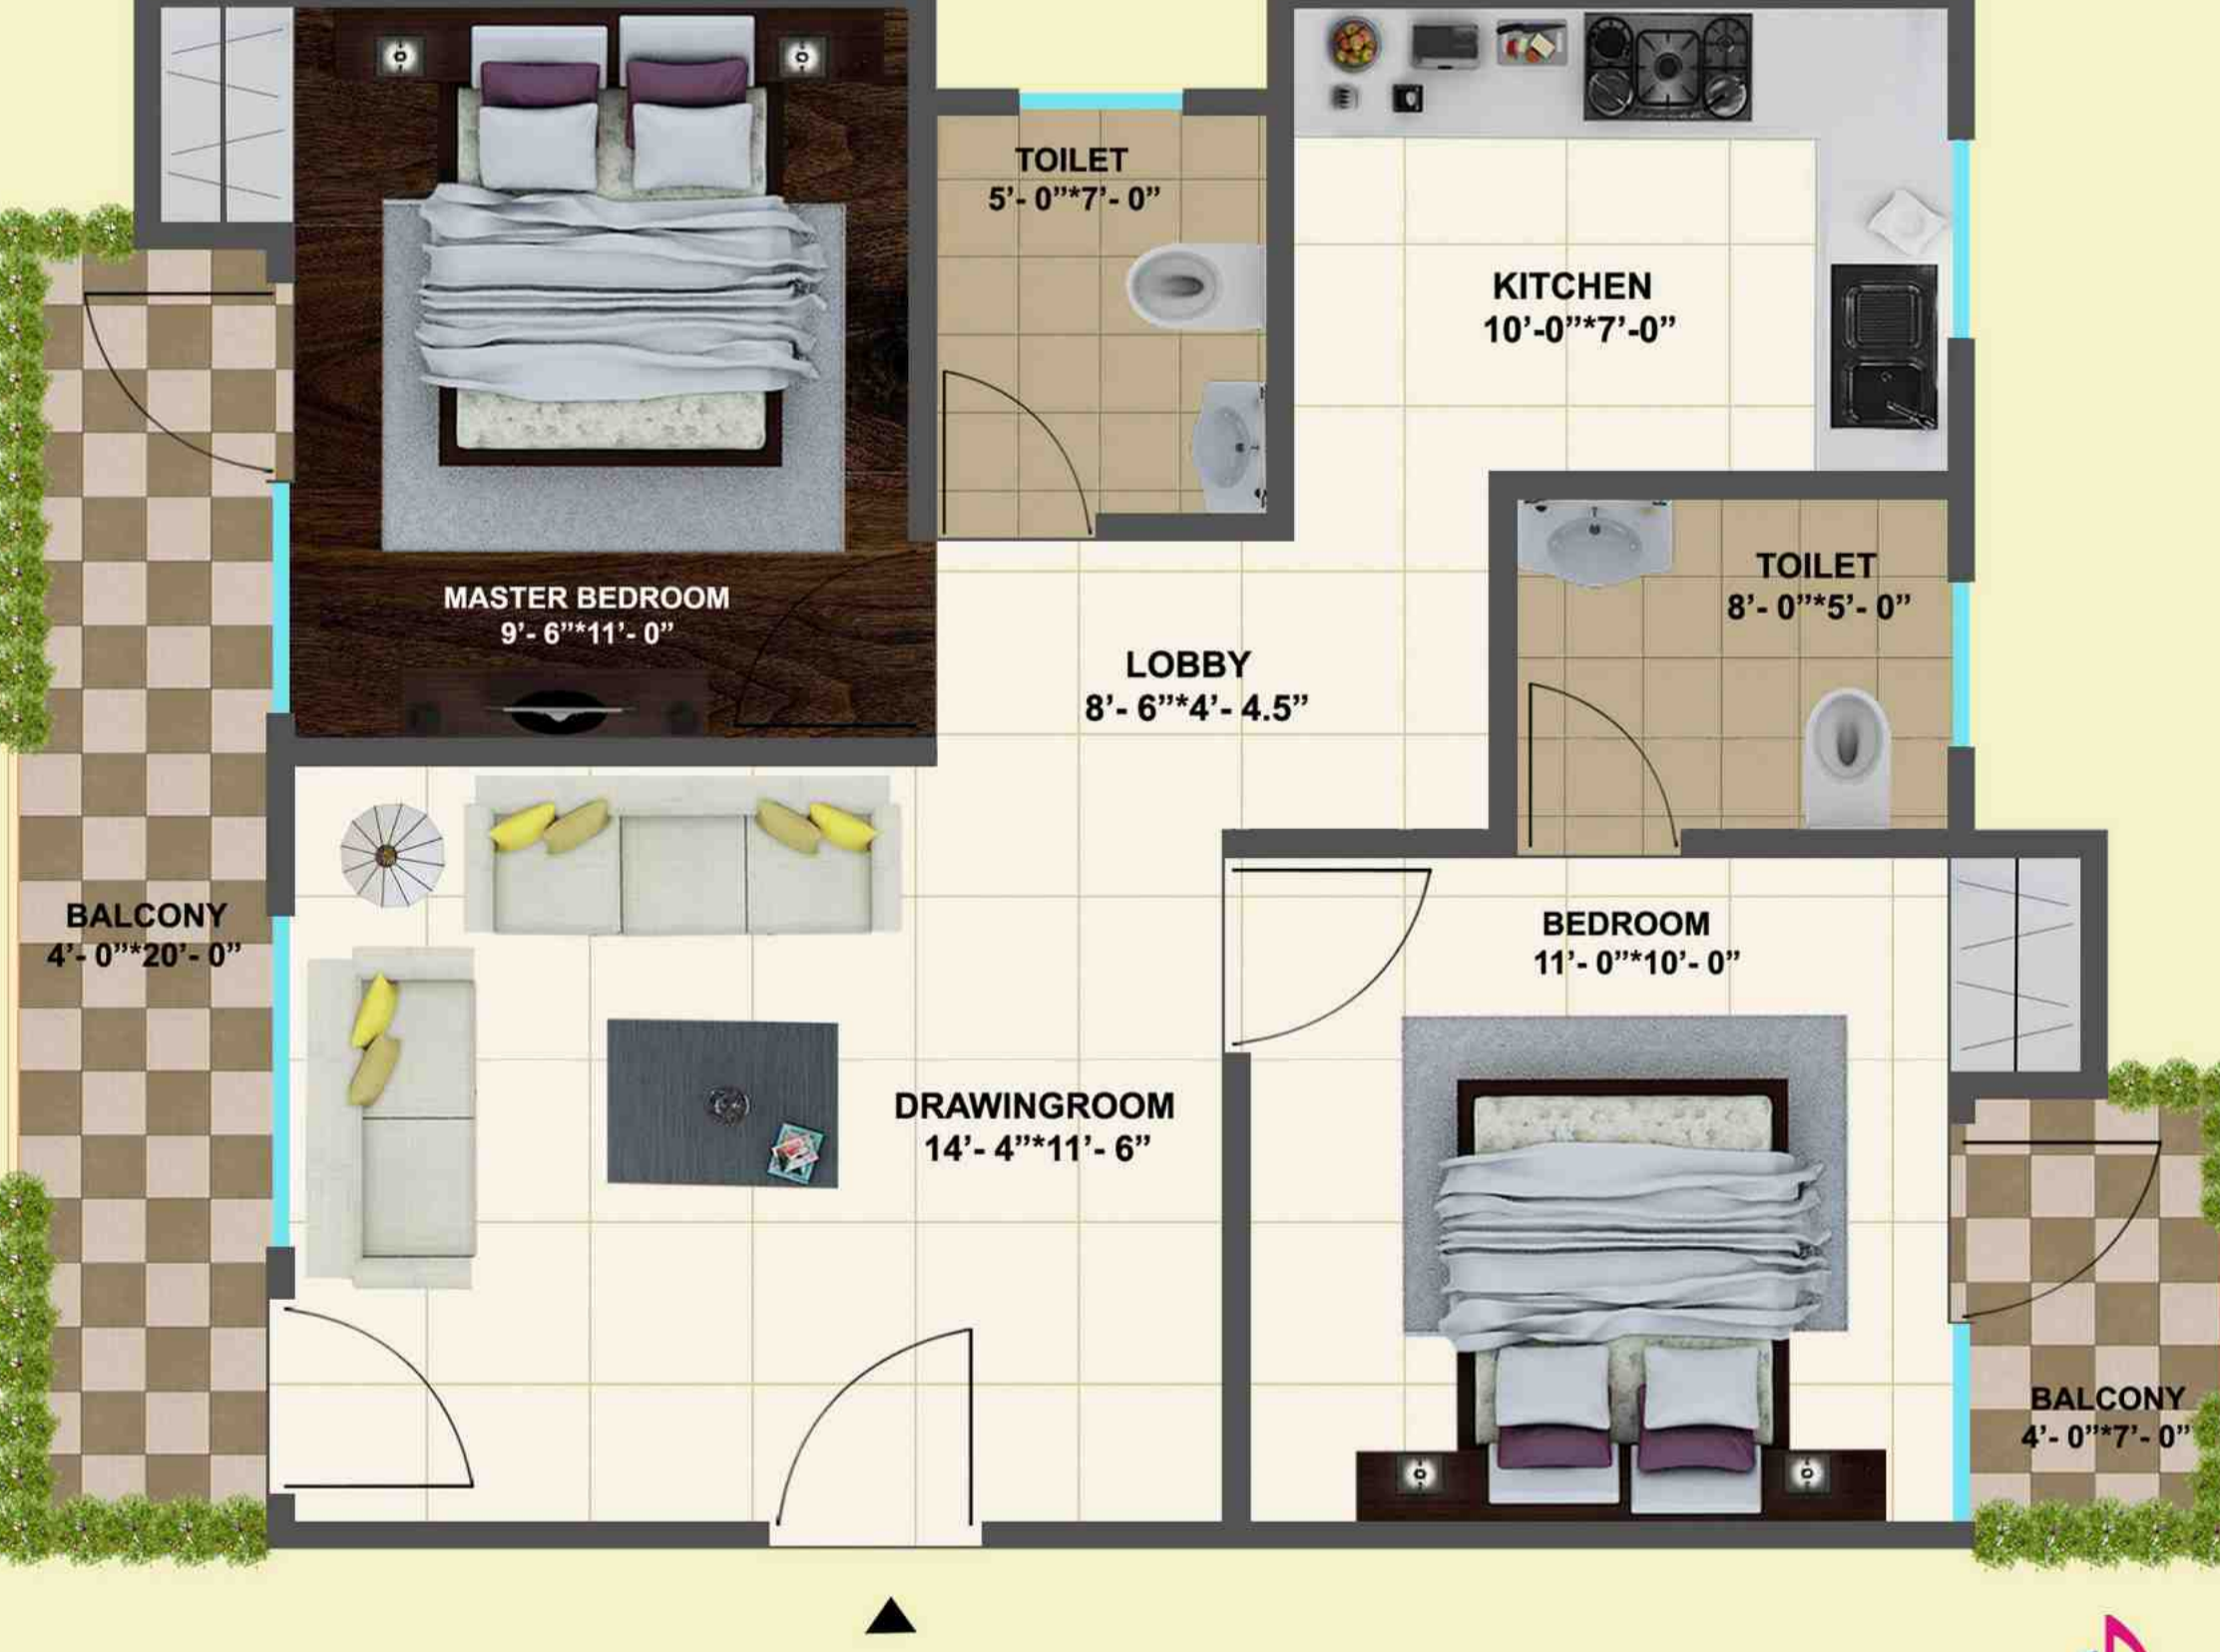 TOILET
5’- 0”*7’- 0”
KITCHEN
10’-0”*7’-0”
MASTER BEDROOM
9’- 6”*11’- 0”
TOILET
8’- 0”*5’- 0”
LOBBY
8’- 6”*4’- 4.5”
BALCONY
4’- 0”*20’- 0”
BEDROOM
11’- 0”*10’- 0”
DRAWINGROOM
14’- 4”*11’- 6”
BALCONY
4’- 0”*7’- 0”